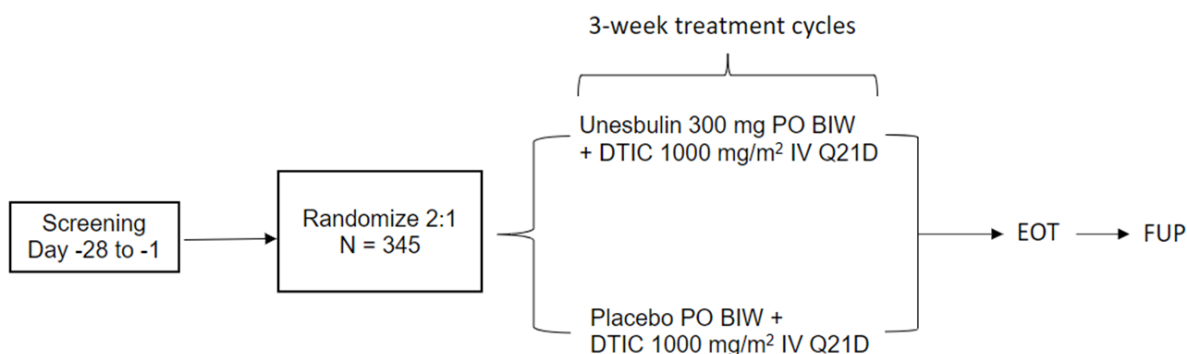 3-week treatment cycles
Unesbulin 300 mg PO BIW
+ DTIC 1000 mg/m² IV Q21D
Screening
Day -28 to -1
Randomize 2:1
N = 345
EOT
FUP
Placebo PO BIW +
DTIC 1000 mg/m² IV Q21D